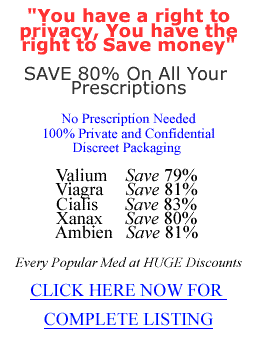 "You have a right to
privacy, You have the
right to Save money"
SAVE 80% On All Your
Prescriptions
No Prescription Needed
100% Private and Confidential
Discreet Packaging
Valium Save 79%
Viagra Save 81%
Cialis Save 83%
Xanax Save 80%
Ambien Save 81%
Every Popular Med at HUGE Discounts
CLICK HERE NOW FOR
COMPLETE LISTING